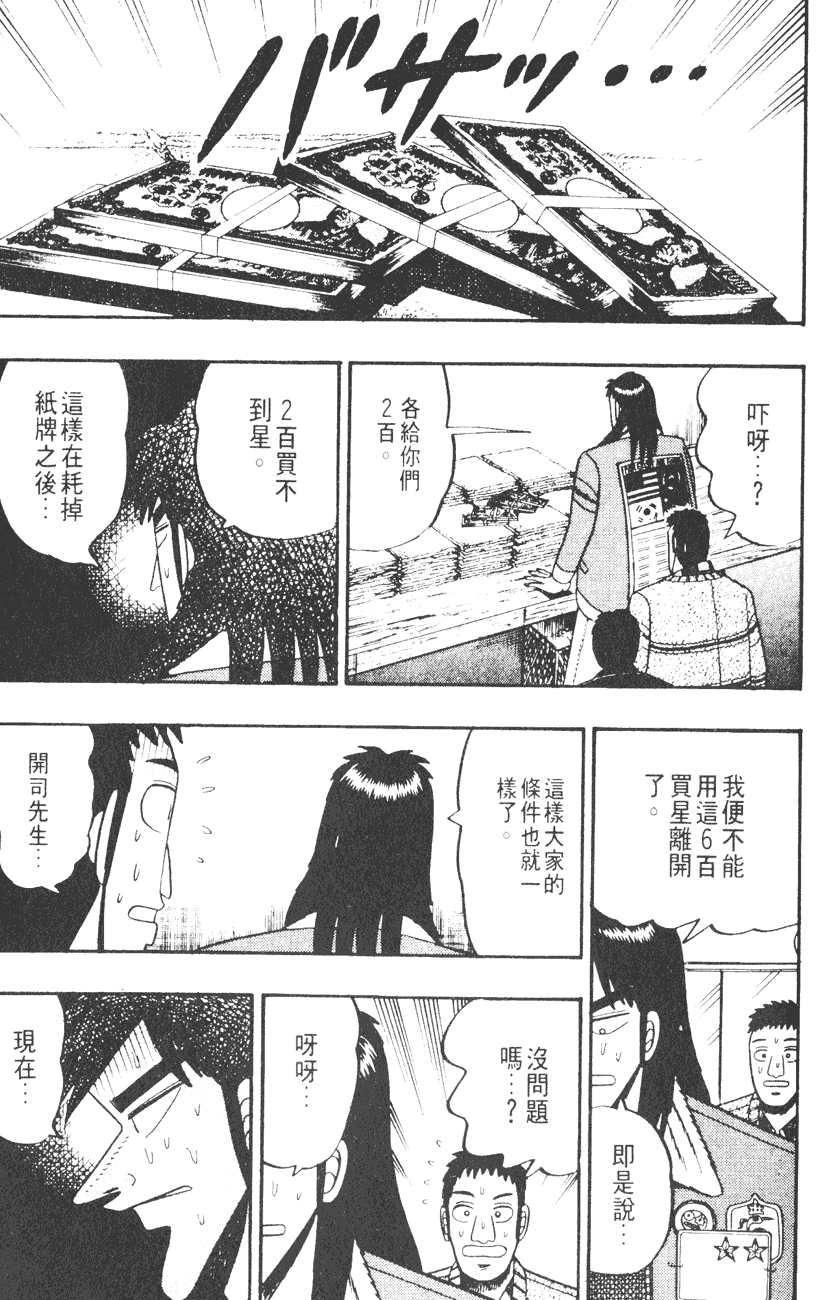 バサッ・・・
吓呀…？
各給你們
2百。
2百買不
到星。
這樣在耗掉
紙牌之後…
我便不能
用這6百
買星離開
了。
即是說…
這樣大家的
條件也就一
樣了。
開司先生…
沒問題
嗎…？
呀呀…
現在…